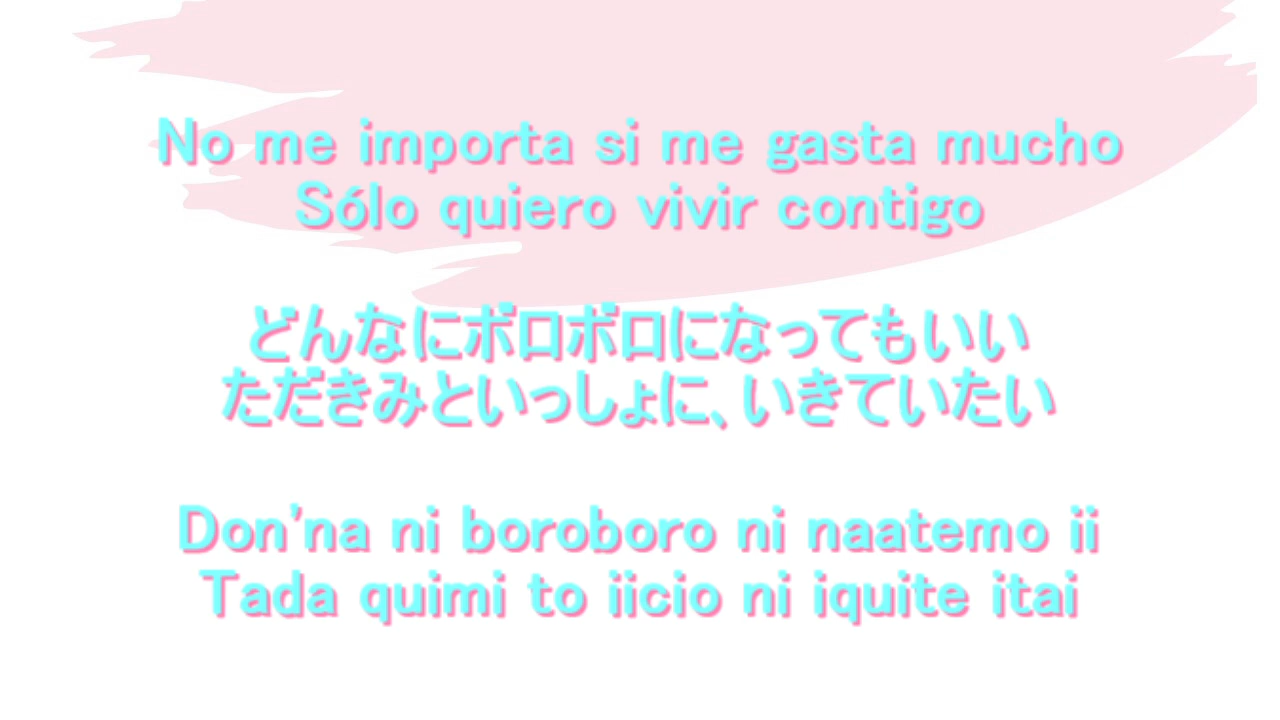 No me importa si me gasta mucho
Sólo quiero vivir contigo
どんなにボロボロになってもいい
ただきみといっしょに、いきていたい
Don'na ni boroboro ni naatemo ii
Tada quimi to iicio ni iquite itai